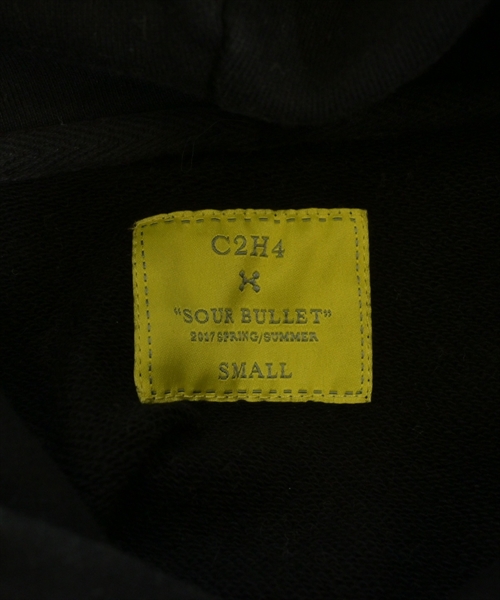 C2H4
"SOUR BULLET"
2017 SPRING/SUMMER
SMALL